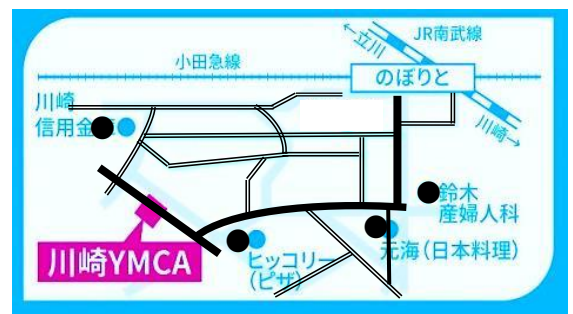 ←立川
JR南武線
小田急線
のぼりと
川崎→
川崎
信用金庫
鈴木
産婦人科
川崎YMCA
ヒッコリー
(ピザ)
元海(日本料理)